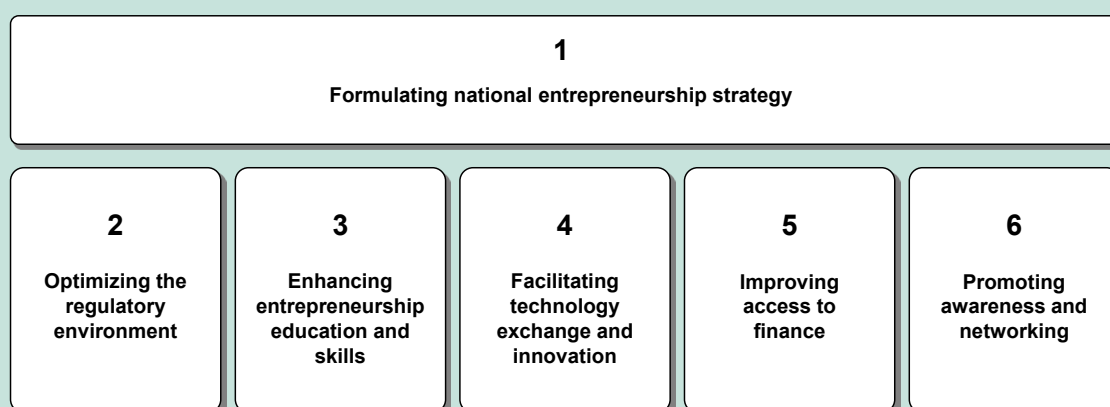 1
Formulating national entrepreneurship strategy
2
Optimizing the
regulatory
environment
3
Enhancing
entrepreneurship
education and
skills
4
Facilitating
technology
exchange and
innovation
5
Improving
access to
finance
6
Promoting
awareness and
networking